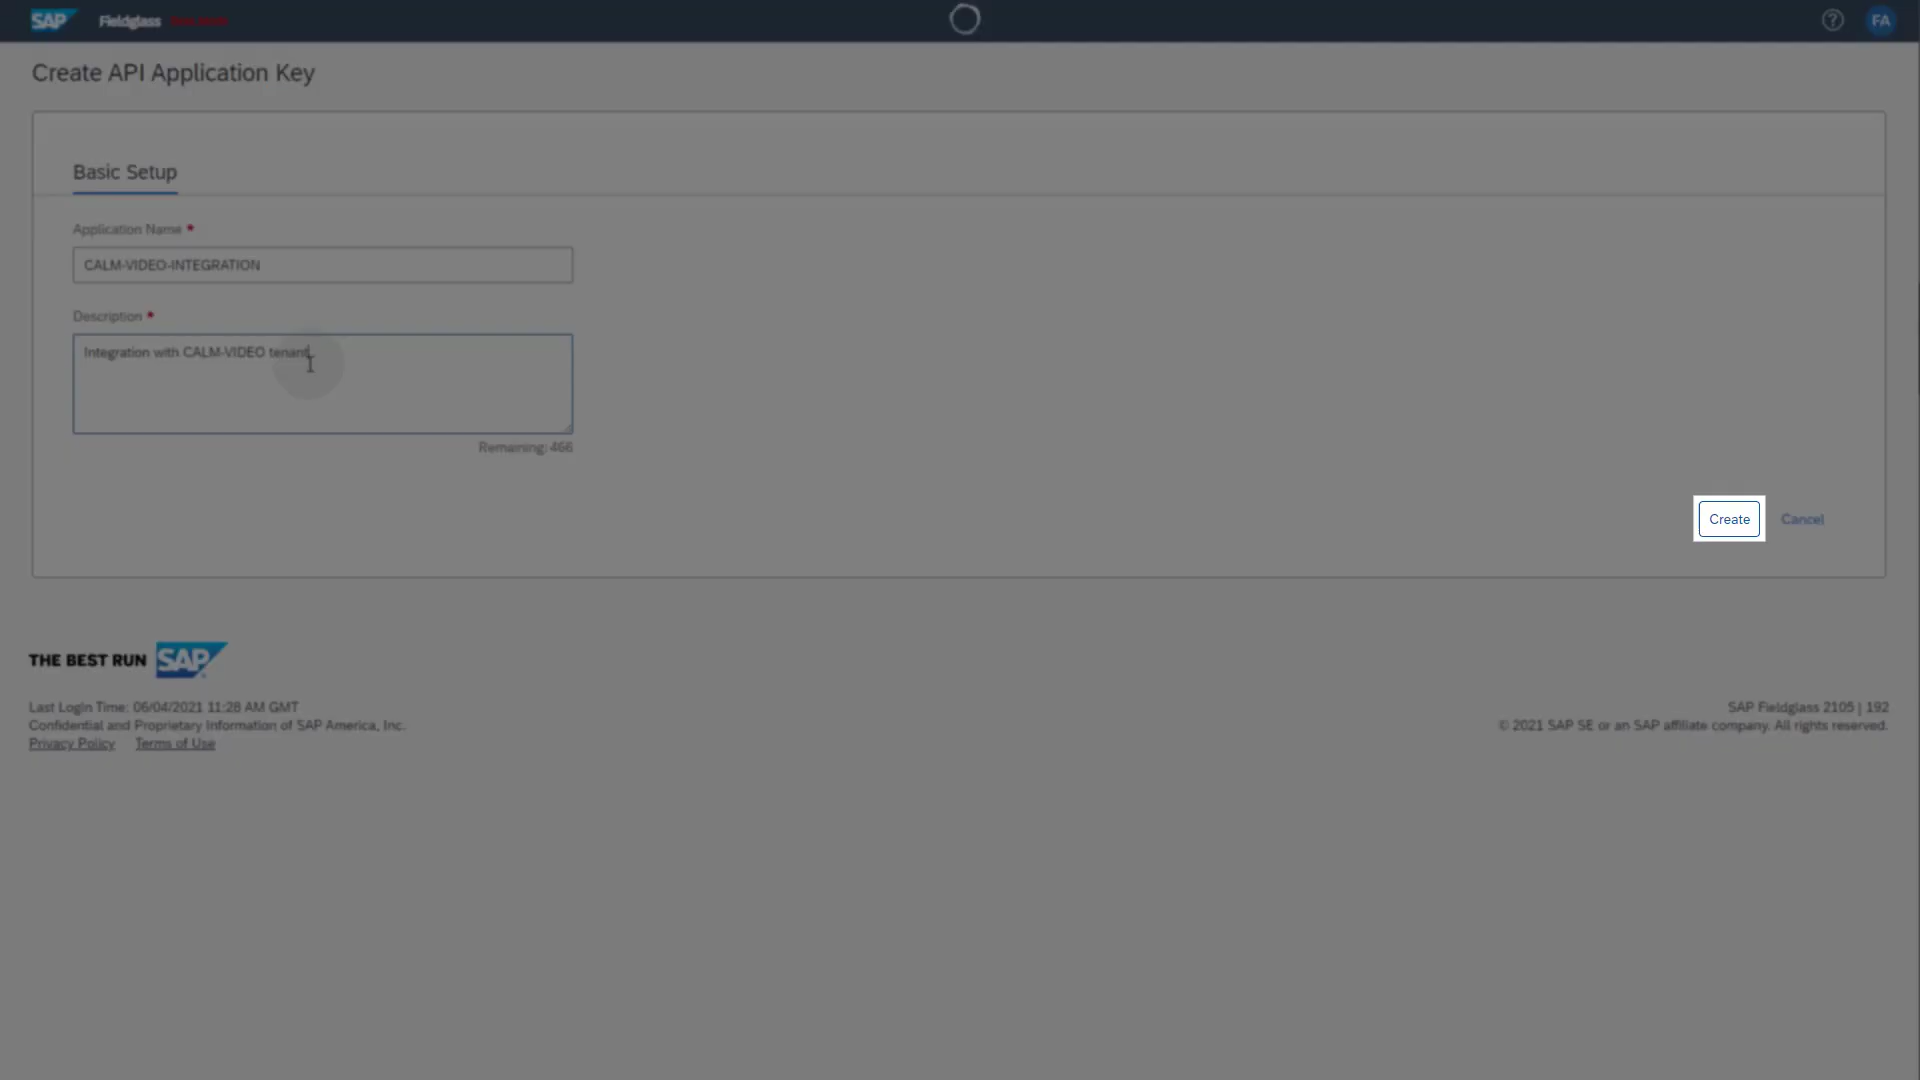 SAP Fieldglass
FA
Create API Application Key
Basic Setup
Application Name *
CALM-VIDEO-INTEGRATION
Description *
Integration with CALM-VIDEO tenant
Remaining: 466
Create Cancel
THE BEST RUN SAP
Last Login Time: 06/04/2021 11:28 AM GMT
Confidential and Proprietary Information of SAP America, Inc.
Privacy Policy Terms of Use
SAP Fieldglass 2105 | 192
© 2021 SAP SE or an SAP affiliate company. All rights reserved.